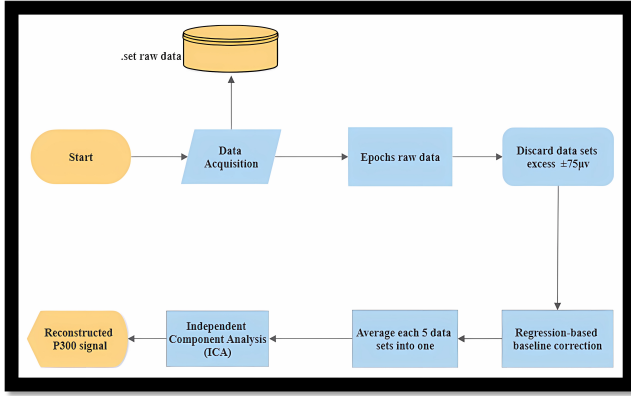 .set raw data
Start
Data
Acquisition
Epochs raw data
Discard data sets
excess ±75μv
Regression-based
baseline correction
Average each 5 data
sets into one
Independent
Component Analysis
(ICA)
Reconstructed
P300 signal